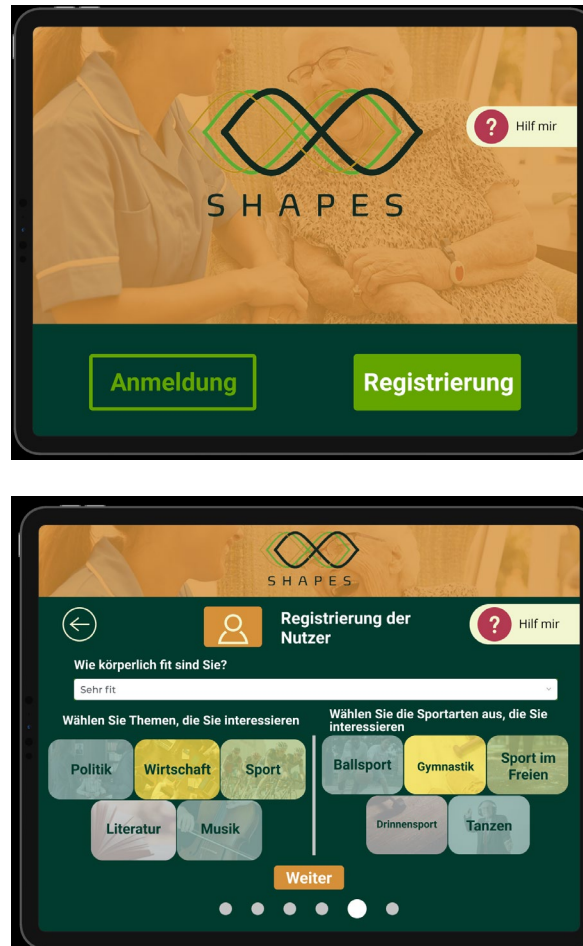 ?
Hilf mir
SHAPES
Anmeldung
Registrierung
SHAPES
Registrierung der
Nutzer
?
Hilf mir
Wie körperlich fit sind Sie?
Sehr fit
Wählen Sie Themen, die Sie interessieren
Politik
Wirtschaft
Sport
Literatur
Musik
Wählen Sie die Sportarten aus, die Sie
interessieren
Ballsport
Gymnastik
Sport im
Freien
Drinnensport
Tanzen
Weiter